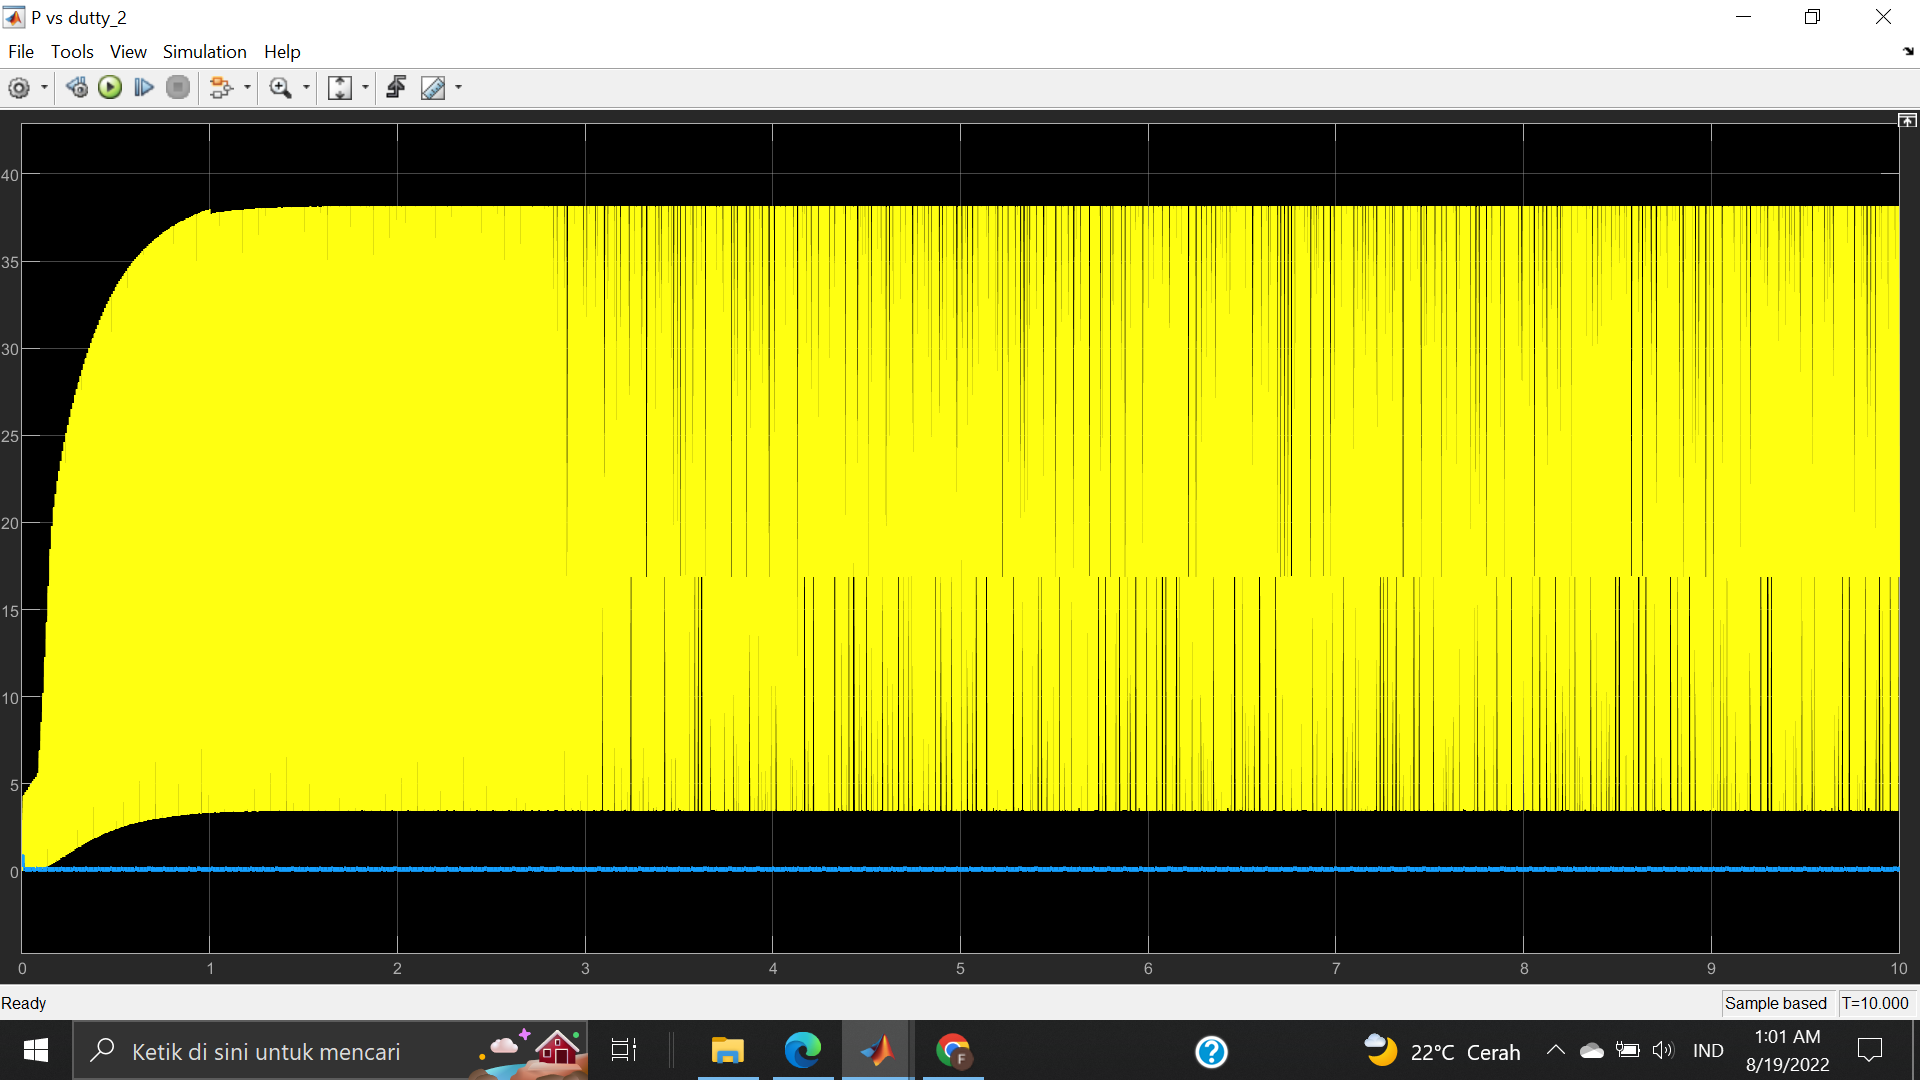 P vs dutty_2
File Tools View Simulation Help
40
35
30
25
20
15
10
5
0
0 1 2 3 4 5 6 7 8 9 10
Ready
Sample based T=10.000
Ketik di sini untuk mencari
F
?
22°C Cerah
IND
1:01 AM
8/19/2022